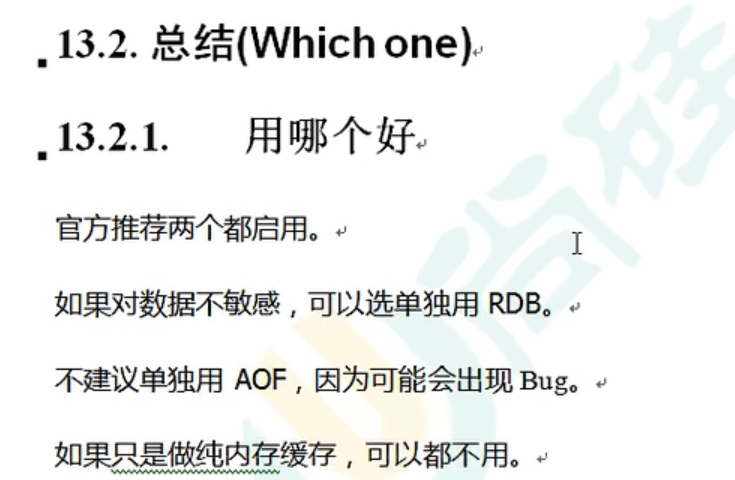 13.2. 总结(Which one)
13.2.1. 用哪个好
官方推荐两个都启用。
如果对数据不敏感，可以选单独用 RDB。
不建议单独用 AOF，因为可能会出现 Bug。
如果只是做纯内存缓存，可以都不用。
尚硅